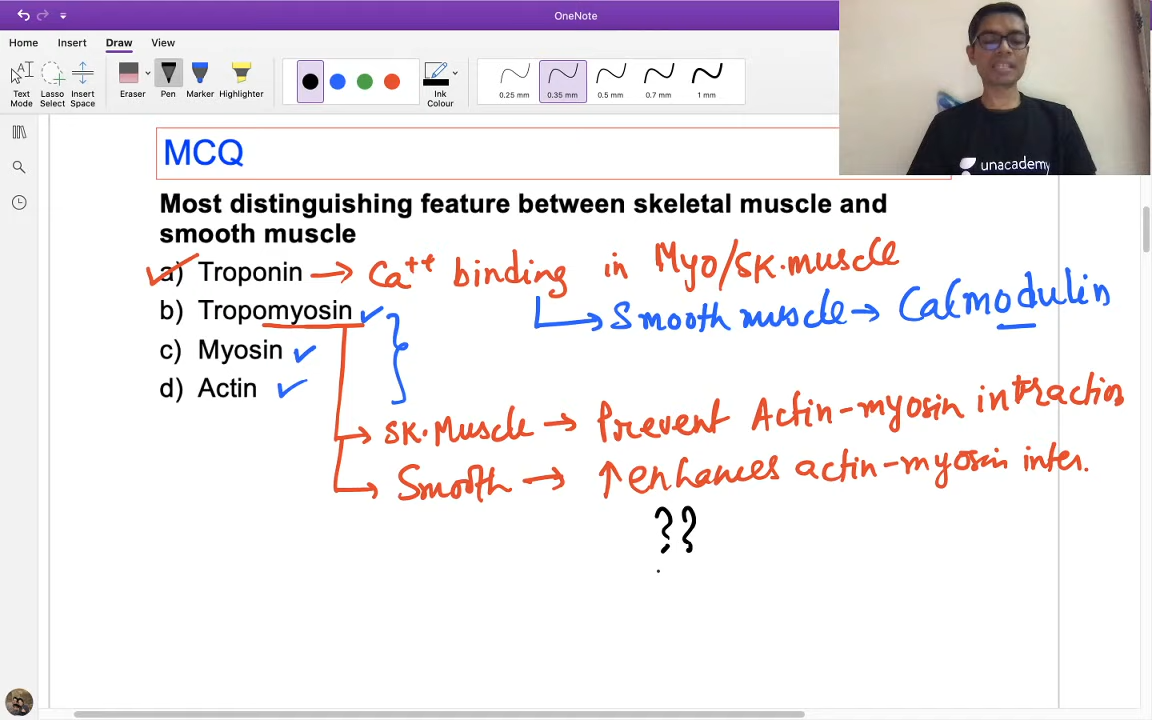 OneNote
Home Insert Draw View
Text Mode
Lasso Select
Insert Space
Eraser
Pen
Marker
Highlighter
Ink Colour
0.25 mm
0.35 mm
0.5 mm
0.7 mm
1 mm
unacademy
MCQ
Most distinguishing feature between skeletal muscle and
smooth muscle
a) Troponin → Ca++ binding in Myo/SK.muscle
b) Tropomyosin ✓
→ Smooth muscle → Calmodulin
c) Myosin ✓
d) Actin ✓
→ SK.Muscle → Prevent Actin-myosin interaction
→ Smooth → ↑ enhances actin-myosin inter.
??